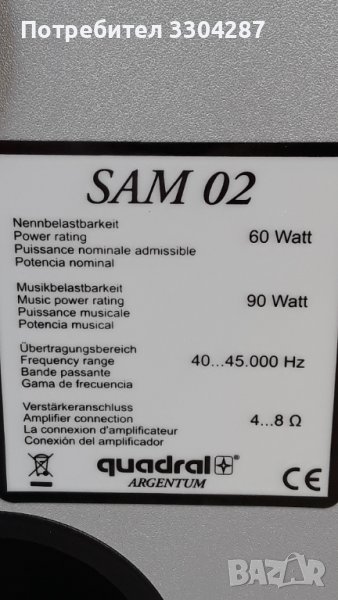 Потребител 3304287
SAM 02
Nennbelastbarkeit
Power rating
Puissance nominale admissible
Potencia nominal
60 Watt
Musikbelastbarkeit
Music power rating
Puissance musicale
Potencia musical
90 Watt
Übertragungsbereich
Frequency range
Bande passante
Gama de frecuencia
40...45.000 Hz
Verstärkeranschluss
Amplifier connection
La connexion d'amplificateur
Conexión del amplificador
4...8 Ω
quadral®
ARGENTUM
CE
BAZAR